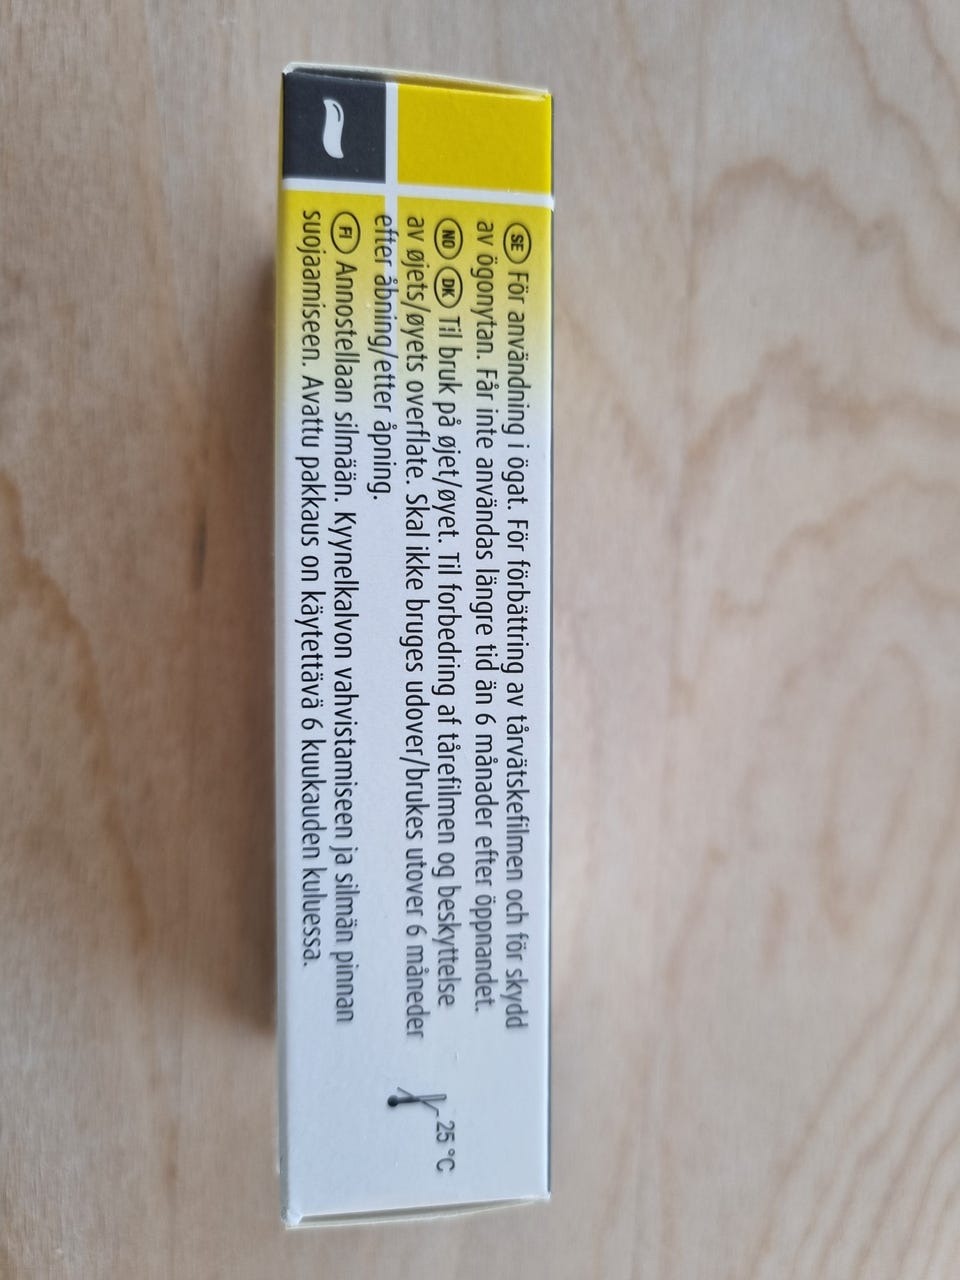 SE För användning i ögat. För förbättring av tårvätskefilmen och för skydd
av ögonytan. Får inte användas längre tid än 6 månader efter öppnandet.
NO DK Til bruk på øjet/øyet. Til forbedring af tårefilmen og beskyttelse
av øjets/øyets overflate. Skal ikke bruges udover/brukes utover 6 måneder
efter åbning/etter åpning.
FI Annostellaan silmään. Kyynelkalvon vahvistamiseen ja silmän pinnan
suojaamiseen. Avattu pakkaus on käytettävä 6 kuukauden kuluessa.
25 °C